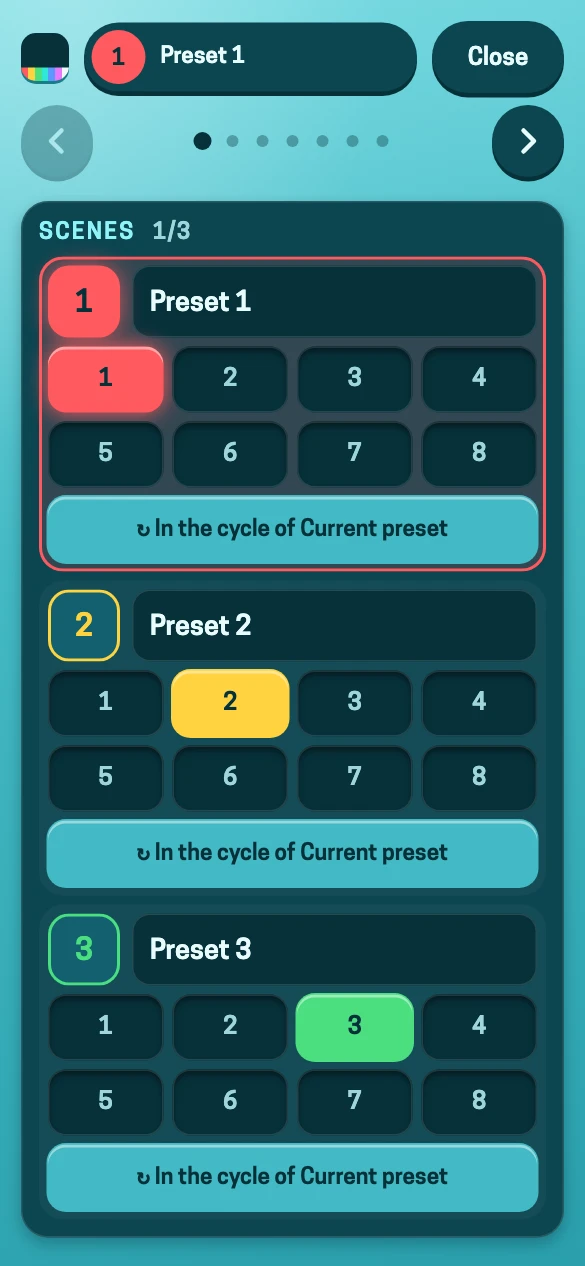 1 Preset 1 Close
SCENES 1/3
1 Preset 1
1 2 3 4
5 6 7 8
↻ In the cycle of Current preset
2 Preset 2
1 2 3 4
5 6 7 8
↻ In the cycle of Current preset
3 Preset 3
1 2 3 4
5 6 7 8
↻ In the cycle of Current preset